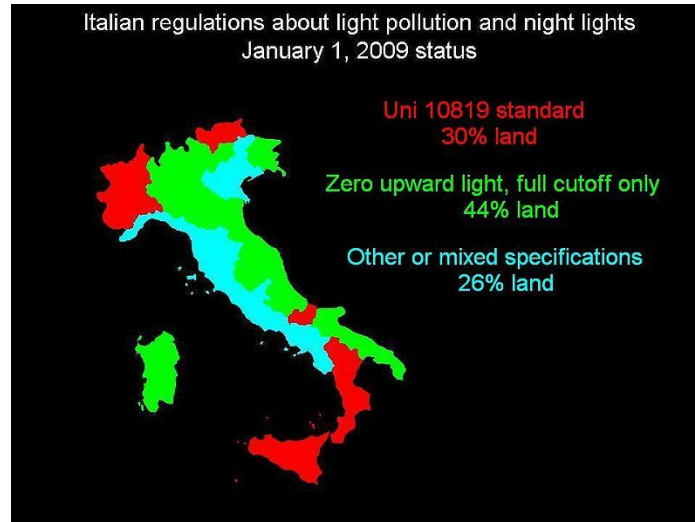 Italian regulations about light pollution and night lights
January 1, 2009 status
Uni 10819 standard
30% land
Zero upward light, full cutoff only
44% land
Other or mixed specifications
26% land